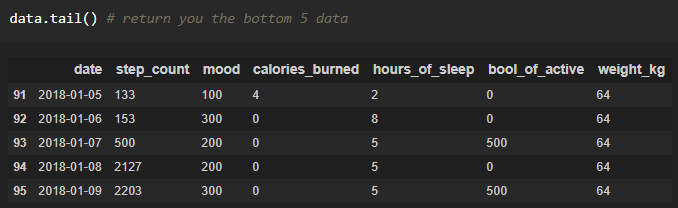 data.tail() # return you the bottom 5 data
date step_count mood calories_burned hours_of_sleep bool_of_active weight_kg
91 2018-01-05 133 100 4 2 0 64
92 2018-01-06 153 300 0 8 0 64
93 2018-01-07 500 200 0 5 500 64
94 2018-01-08 2127 200 0 5 0 64
95 2018-01-09 2203 300 0 5 500 64